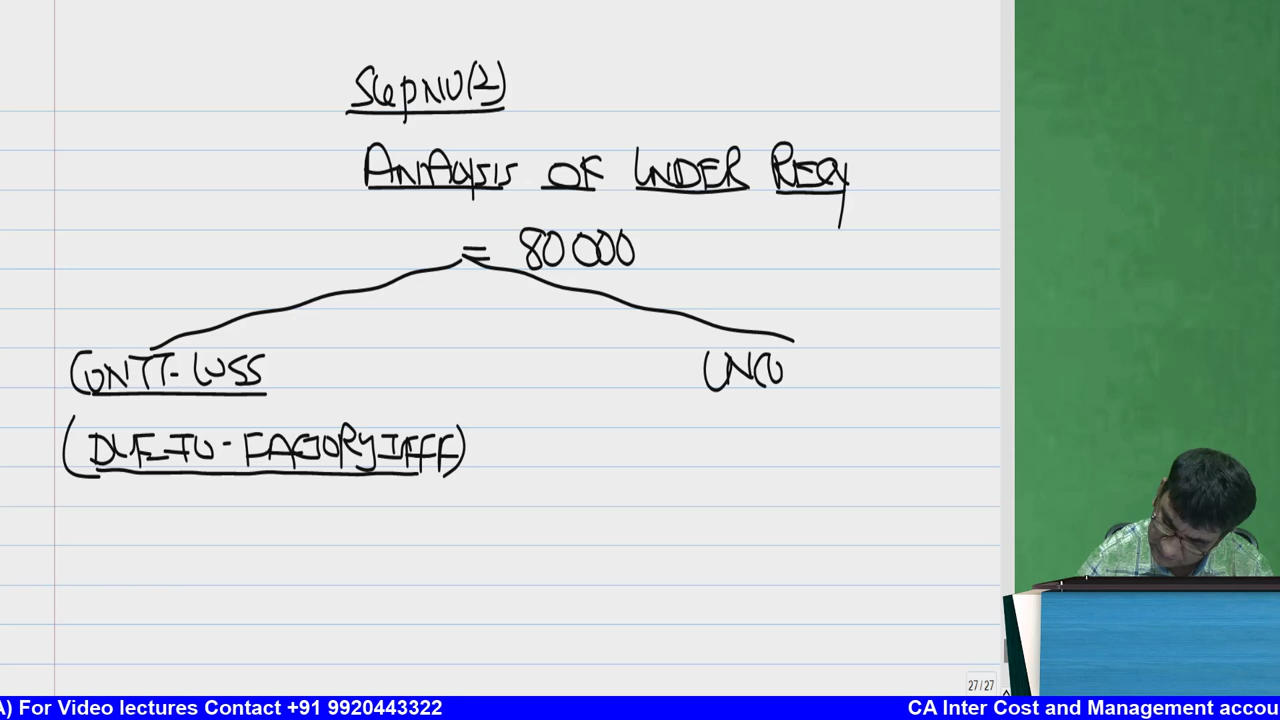 Step NO (2)
ANALYSIS OF UNDER RECY
= 80000
CONTT. LOSS
UNCO
(DUE TO - FACTORY IEFF)
27/27
A) For Video lectures Contact +91 9920443322
CA Inter Cost and Management accou